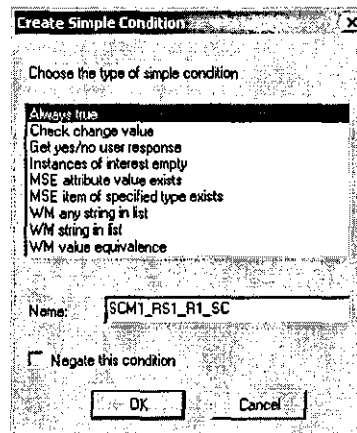 Create Simple Condition
Choose the type of simple condition
Always true
Check change value
Get yes/no user response
Instances of interest empty
MSE attribute value exists
MSE item of specified type exists
WM any string in list
WM string in list
WM value equivalence
Name: SCM1_RS1_R1_SC
Negate this condition
OK Cancel